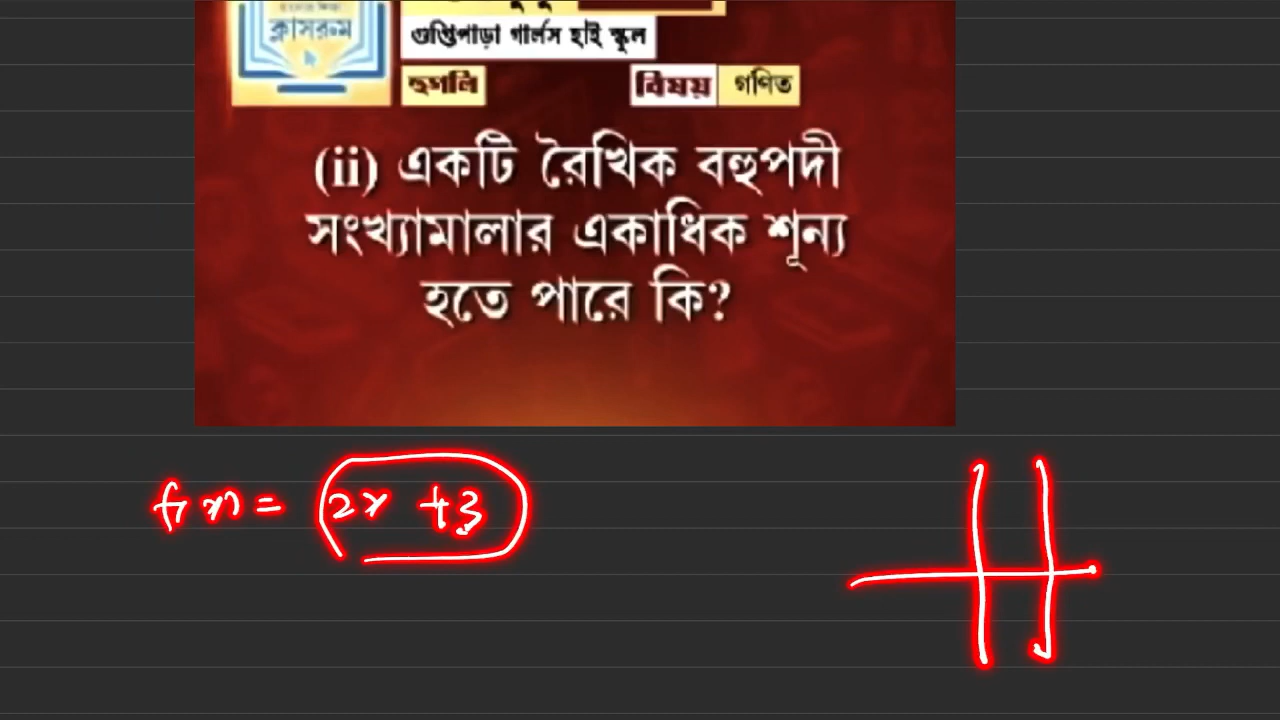 ক্লাসরুম
গুপ্তিপাড়া গার্লস হাই স্কুল
হুগলি
বিষয় গণিত
(ii) একটি রৈখিক বহুপদী
সংখ্যামালার একাধিক শূন্য
হতে পারে কি?
f(x) = 2x + 3